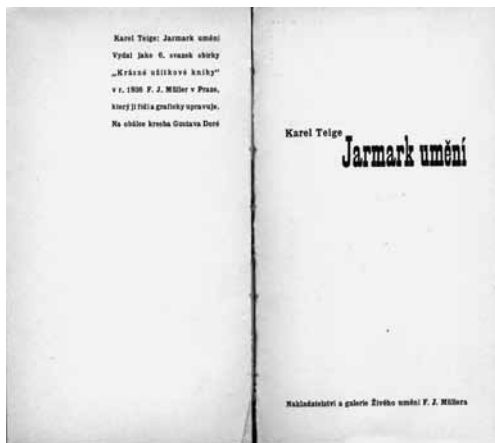 Karel Teige: Jarmark umění
Vydal jako 6. svazek sbírky
„Krásné užitkové knihy“
v r. 1936 F. J. Müller v Praze,
který ji řídí a graficky upravuje.
Na obálce kresba Gustava Doré
Karel Teige
Jarmark umění
Nakladatelství a galerie Živého umění F. J. Müllera